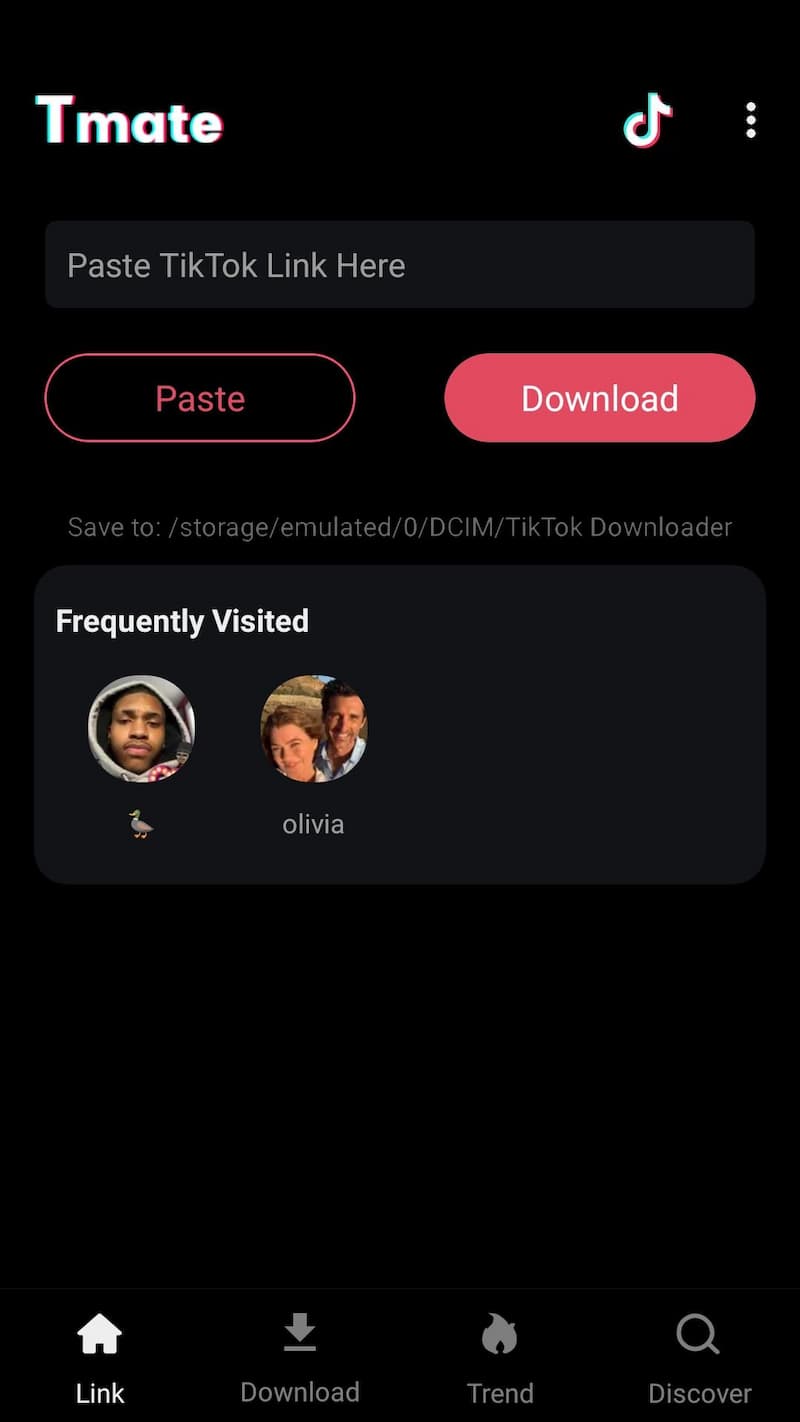 Tmate
Paste TikTok Link Here
Paste
Download
Save to: /storage/emulated/0/DCIM/TikTok Downloader
Frequently Visited
🦆
olivia
Link
Download
Trend
Discover